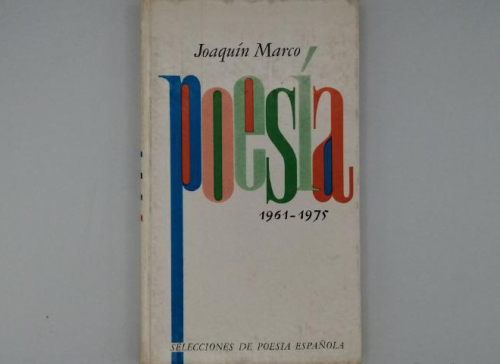 Joaquín Marco
poesía
1961-1975
SELECCIONES DE POESIA ESPAÑOLA